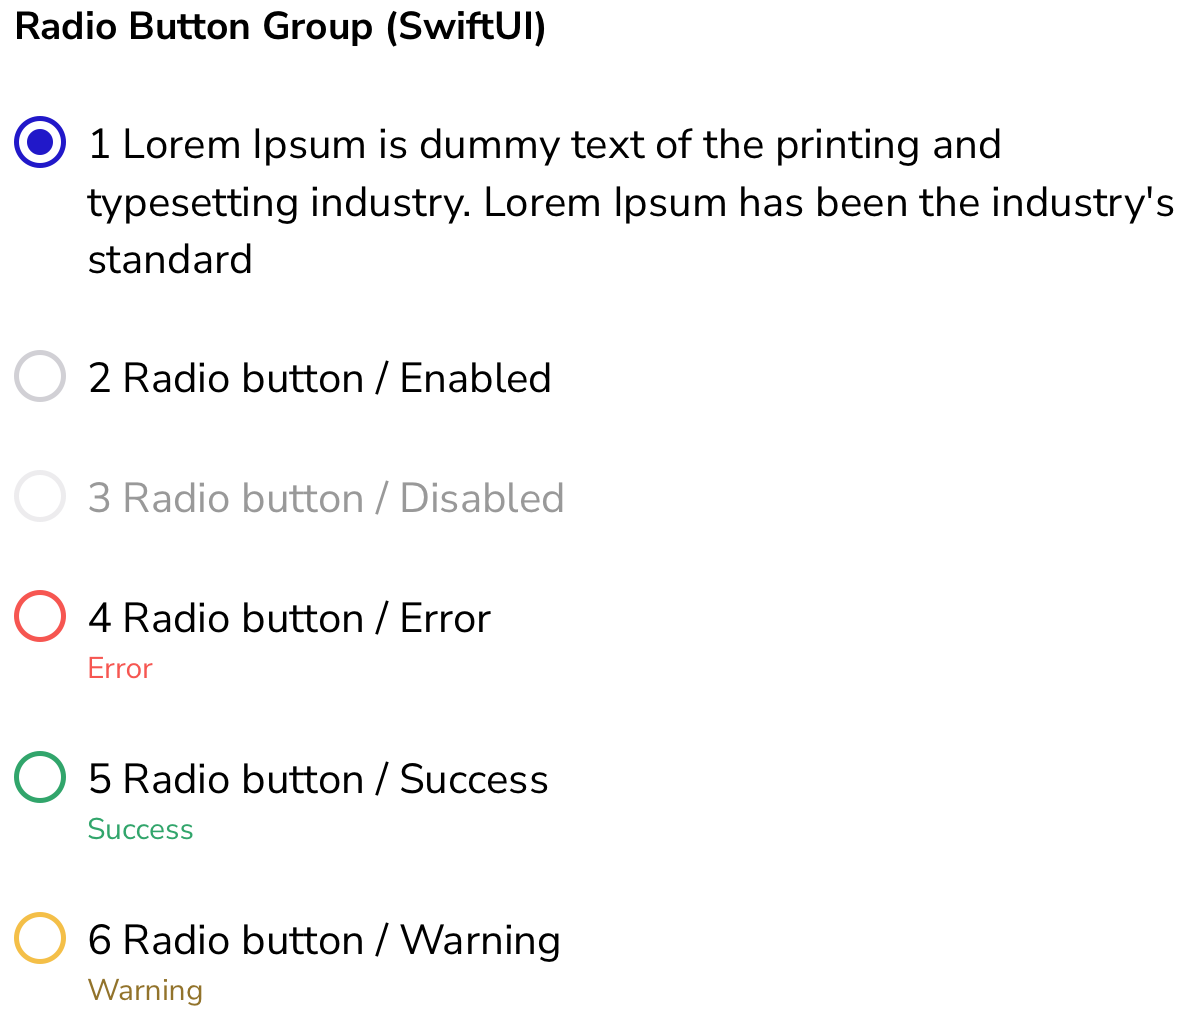 Radio Button Group (SwiftUI)
1 Lorem Ipsum is dummy text of the printing and
typesetting industry. Lorem Ipsum has been the industry's
standard
2 Radio button / Enabled
3 Radio button / Disabled
4 Radio button / Error
Error
5 Radio button / Success
Success
6 Radio button / Warning
Warning